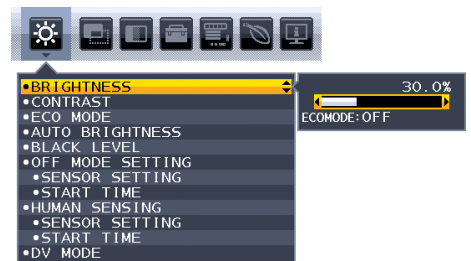 •BRIGHTNESS
•CONTRAST
•ECO MODE
•AUTO BRIGHTNESS
•BLACK LEVEL
•OFF MODE SETTING
•SENSOR SETTING
•START TIME
•HUMAN SENSING
•SENSOR SETTING
•START TIME
•DV MODE
30.0%
ECOMODE:OFF